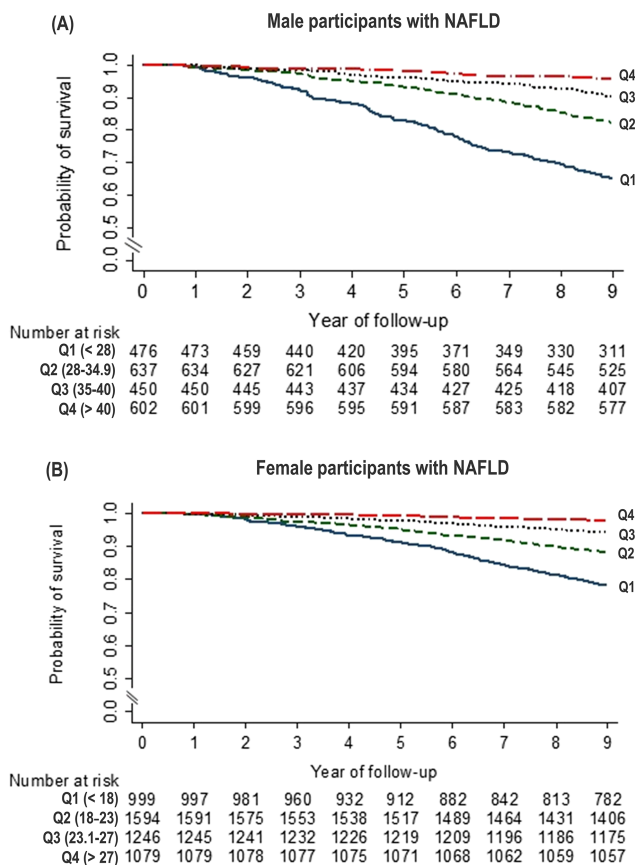 (A) Male participants with NAFLD
Probability of survival
1.0
0.9
0.8
0.7
0.6
0.5
0.0
Q4
Q3
Q2
Q1
0 1 2 3 4 5 6 7 8 9
Year of follow-up
Number at risk
Q1 (< 28) 476 473 459 440 420 395 371 349 330 311
Q2 (28-34.9) 637 634 627 621 606 594 580 564 545 525
Q3 (35-40) 450 450 445 443 437 434 427 425 418 407
Q4 (> 40) 602 601 599 596 595 591 587 583 582 577
(B) Female participants with NAFLD
Probability of survival
1.0
0.9
0.8
0.7
0.6
0.5
0.0
Q4
Q3
Q2
Q1
0 1 2 3 4 5 6 7 8 9
Year of follow-up
Number at risk
Q1 (< 18) 999 997 981 960 932 912 882 842 813 782
Q2 (18-23) 1594 1591 1575 1553 1538 1517 1489 1464 1431 1406
Q3 (23.1-27) 1246 1245 1241 1232 1226 1219 1209 1196 1186 1175
Q4 (> 27) 1079 1079 1078 1077 1075 1071 1068 1062 1059 1057